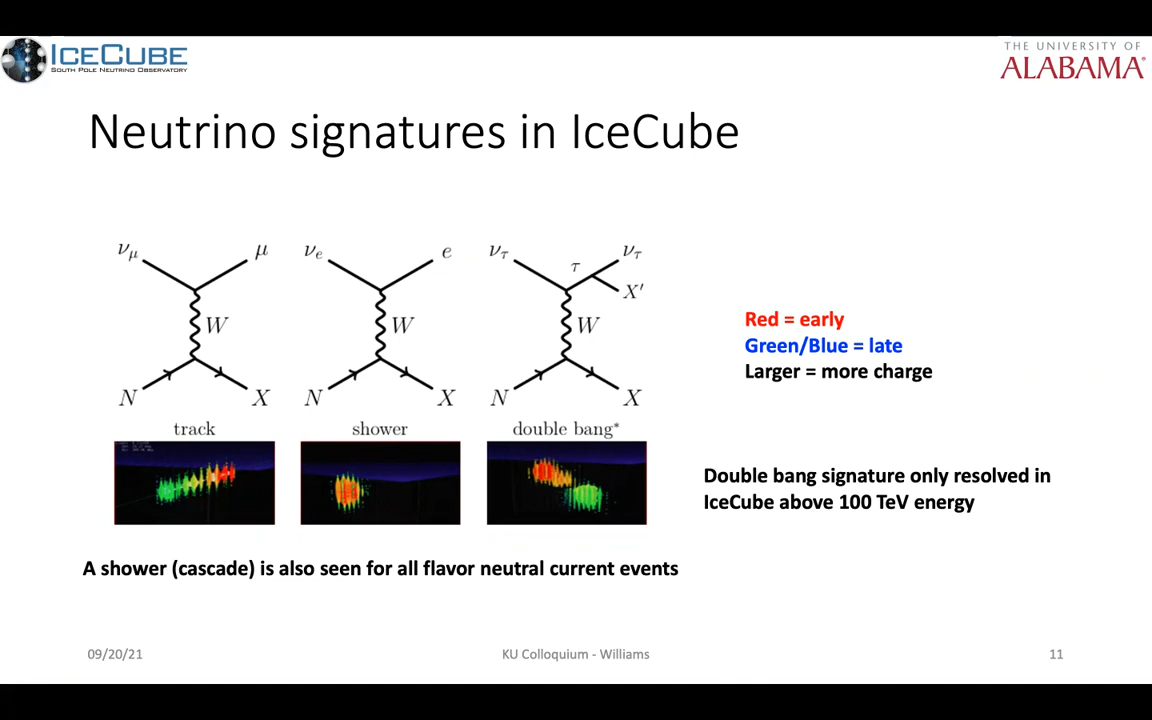 ICECUBE
SOUTH POLE NEUTRINO OBSERVATORY
THE UNIVERSITY OF
ALABAMA®
Neutrino signatures in IceCube
νμ μ νe e ντ τ ντ
X′
W W W
N X N X N X
track shower double bang*
Red = early
Green/Blue = late
Larger = more charge
Double bang signature only resolved in
IceCube above 100 TeV energy
A shower (cascade) is also seen for all flavor neutral current events
09/20/21 KU Colloquium - Williams 11